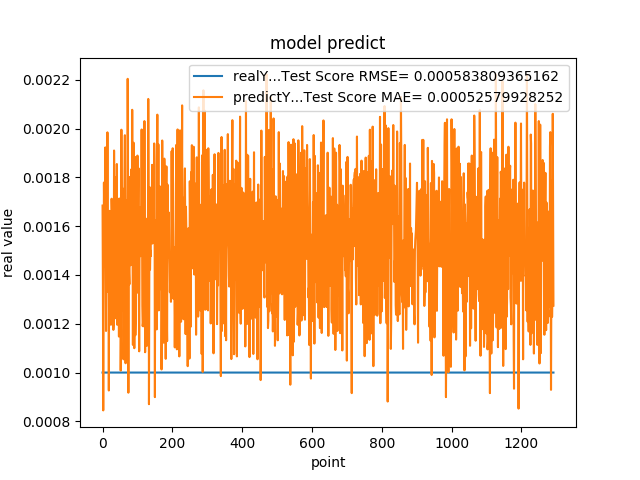 model predict
realY...Test Score RMSE= 0.000583809365162
predictY...Test Score MAE= 0.00052579928252
real value
0.0022
0.0020
0.0018
0.0016
0.0014
0.0012
0.0010
0.0008
0 200 400 600 800 1000 1200
point